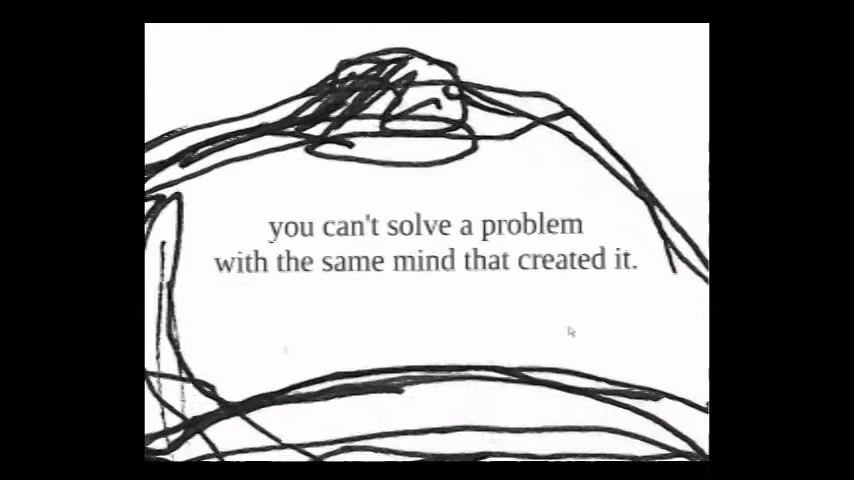 you can't solve a problem
with the same mind that created it.